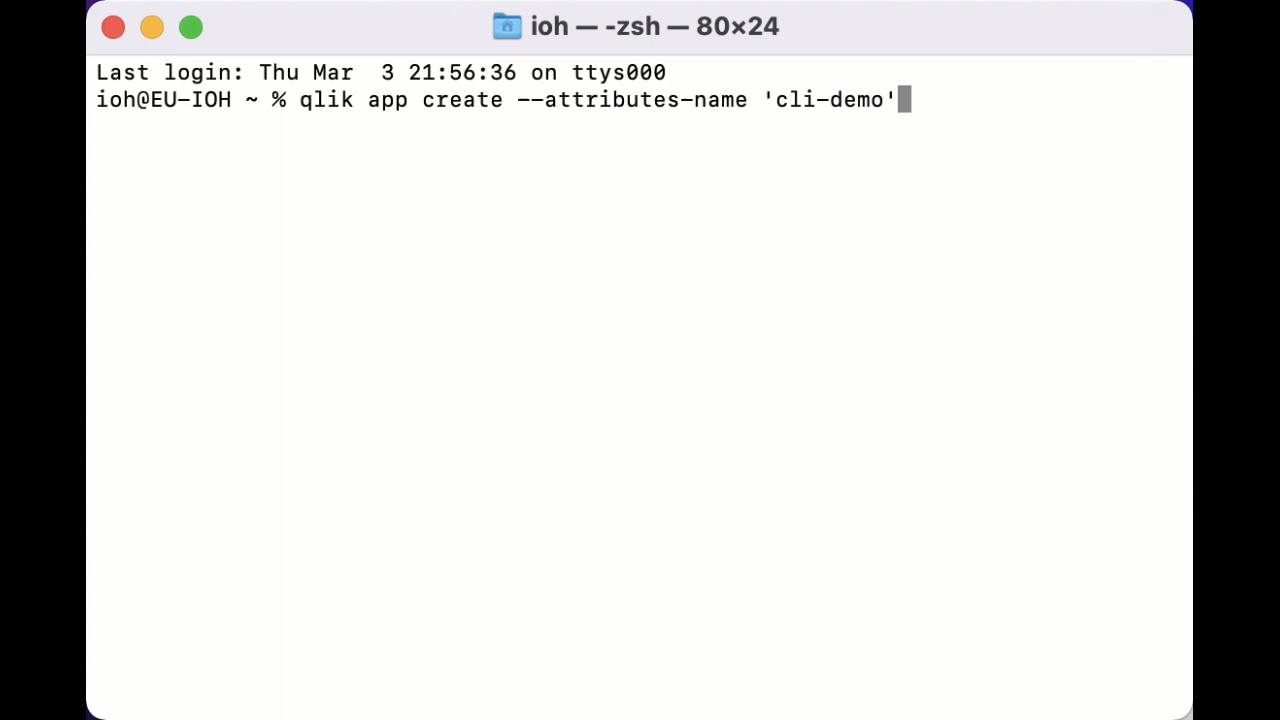 ioh — -zsh — 80×24
Last login: Thu Mar  3 21:56:36 on ttys000
ioh@EU-IOH ~ % qlik app create --attributes-name 'cli-demo'